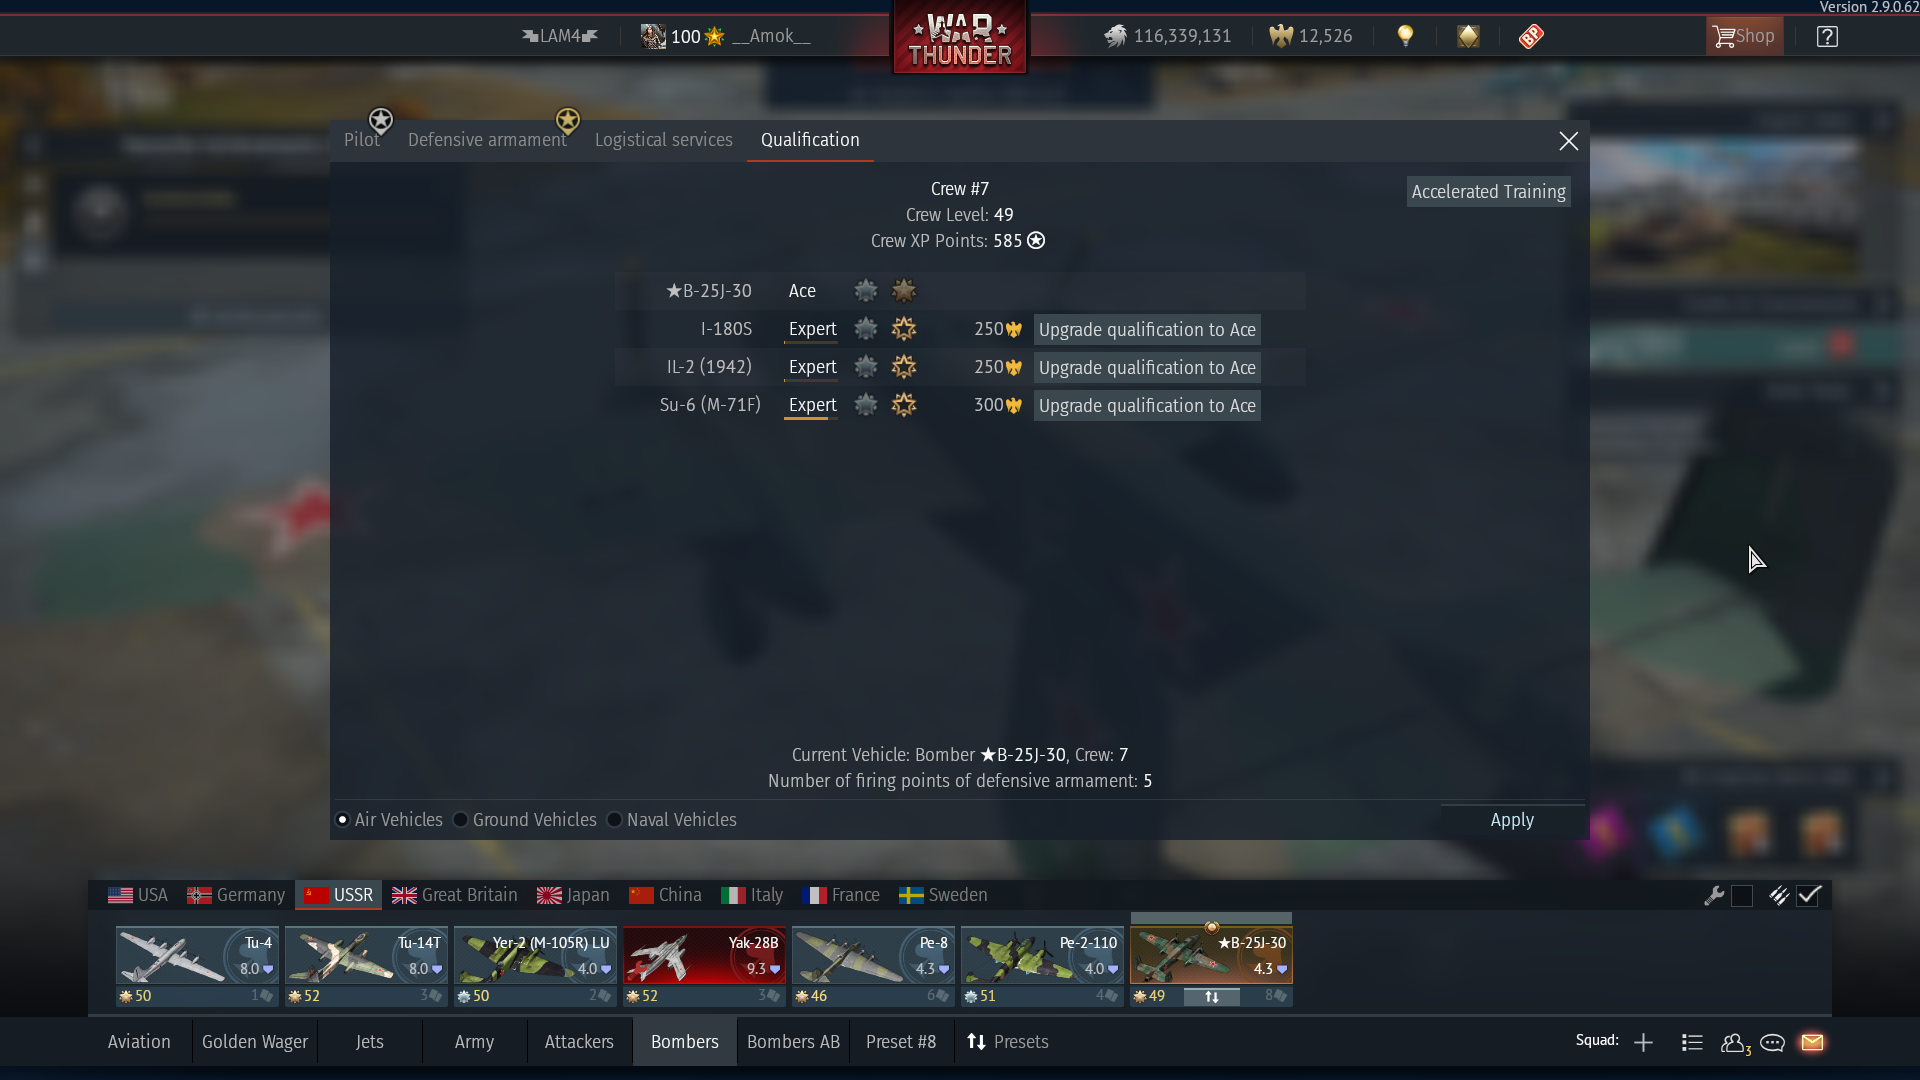 Version 2.9.0.62
LAM4
100 __Amok__
WAR THUNDER
116,339,131
12,526
BP
Shop
?
Pilot Defensive armament Logistical services Qualification
Crew #7
Accelerated Training
Crew Level: 49
Crew XP Points: 585
★B-25J-30 Ace
I-180S Expert 250 Upgrade qualification to Ace
IL-2 (1942) Expert 250 Upgrade qualification to Ace
Su-6 (M-71F) Expert 300 Upgrade qualification to Ace
Current Vehicle: Bomber ★B-25J-30, Crew: 7
Number of firing points of defensive armament: 5
Air Vehicles Ground Vehicles Naval Vehicles Apply
USA Germany USSR Great Britain Japan China Italy France Sweden
Tu-4 Tu-14T Yer-2 (M-105R) LU Yak-28B Pe-8 Pe-2-110 ★B-25J-30
8.0 8.0 4.0 9.3 4.3 4.0 4.3
50 1 52 3 50 2 52 3 46 6 51 4 49 8
Aviation Golden Wager Jets Army Attackers Bombers Bombers AB Preset #8 Presets Squad: 3